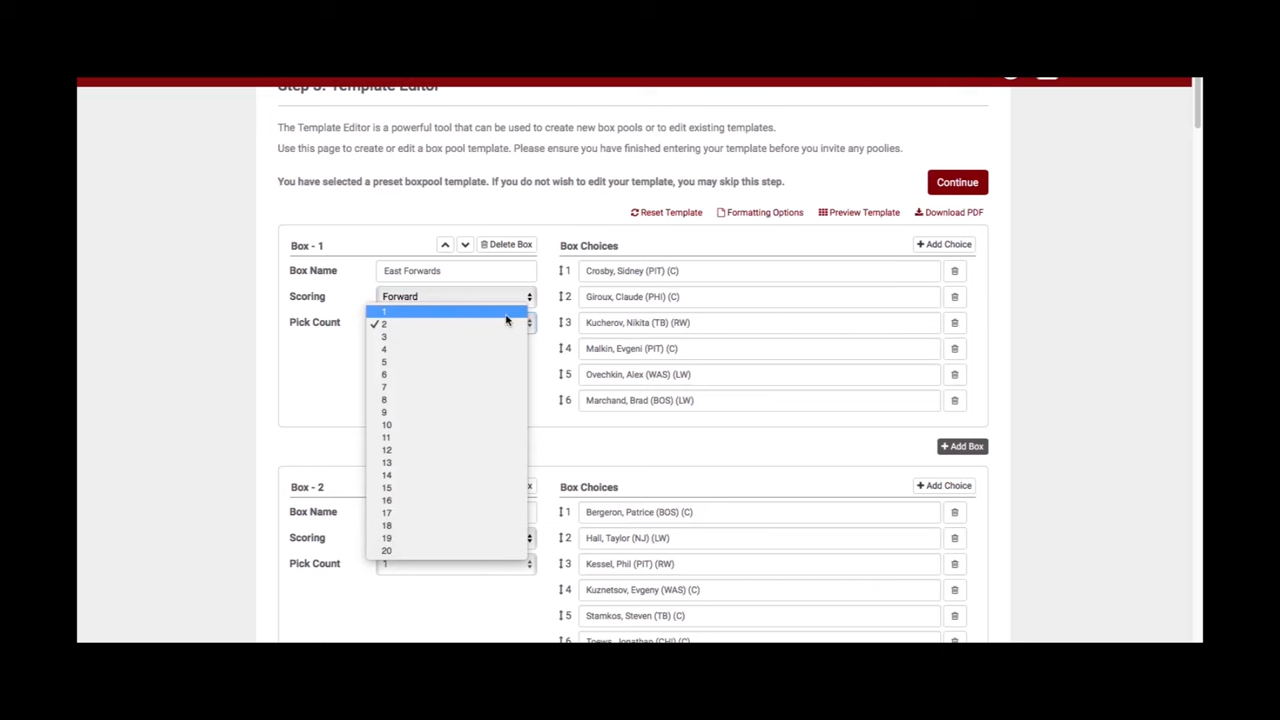 Step 3: Template Editor
The Template Editor is a powerful tool that can be used to create new box pools or to edit existing templates.
Use this page to create or edit a box pool template. Please ensure you have finished entering your template before you invite any poolies.
You have selected a preset boxpool template. If you do not wish to edit your template, you may skip this step.
Continue
Reset Template
Formatting Options
Preview Template
Download PDF
Box - 1
Delete Box
Box Name
East Forwards
Scoring
Forward
Pick Count
1
✓ 2
3
4
5
6
7
8
9
10
11
12
13
14
15
16
17
18
19
20
Box Choices
+ Add Choice
1 Crosby, Sidney (PIT) (C)
2 Giroux, Claude (PHI) (C)
3 Kucherov, Nikita (TB) (RW)
4 Malkin, Evgeni (PIT) (C)
5 Ovechkin, Alex (WAS) (LW)
6 Marchand, Brad (BOS) (LW)
+ Add Box
Box - 2
x
Box Name
Scoring
Pick Count
1
Box Choices
+ Add Choice
1 Bergeron, Patrice (BOS) (C)
2 Hall, Taylor (NJ) (LW)
3 Kessel, Phil (PIT) (RW)
4 Kuznetsov, Evgeny (WAS) (C)
5 Stamkos, Steven (TB) (C)
6 Toews, Jonathan (CHI) (C)